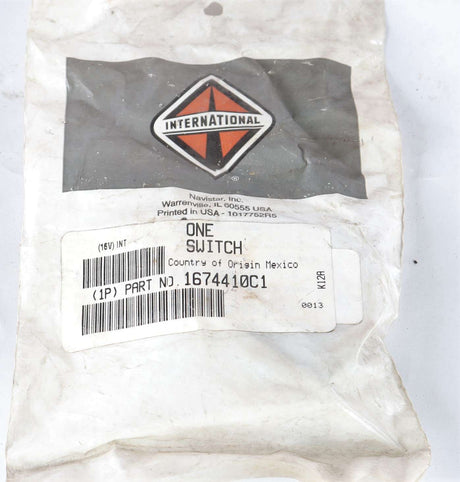 INTERNATIONAL
®
Navistar, Inc.
Warrenville, IL 60555 USA
Printed in USA - 1017752R5
(16V) INT
ONE
SWITCH
Country of Origin Mexico
(1P) PART NO. 1674410C1
K12A
0013